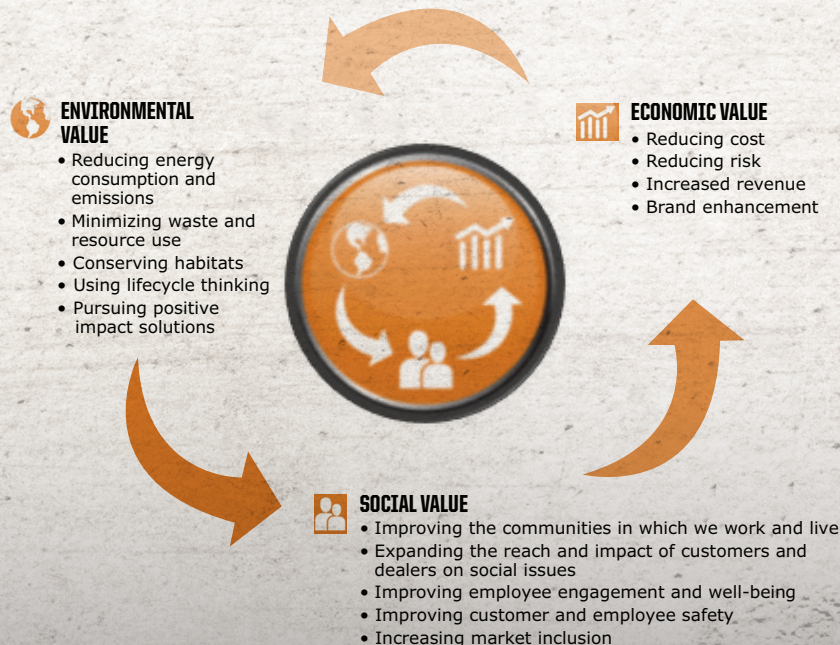 ENVIRONMENTAL
VALUE
• Reducing energy
consumption and
emissions
• Minimizing waste and
resource use
• Conserving habitats
• Using lifecycle thinking
• Pursuing positive
impact solutions
ECONOMIC VALUE
• Reducing cost
• Reducing risk
• Increased revenue
• Brand enhancement
SOCIAL VALUE
• Improving the communities in which we work and live
• Expanding the reach and impact of customers and
dealers on social issues
• Improving employee engagement and well-being
• Improving customer and employee safety
• Increasing market inclusion